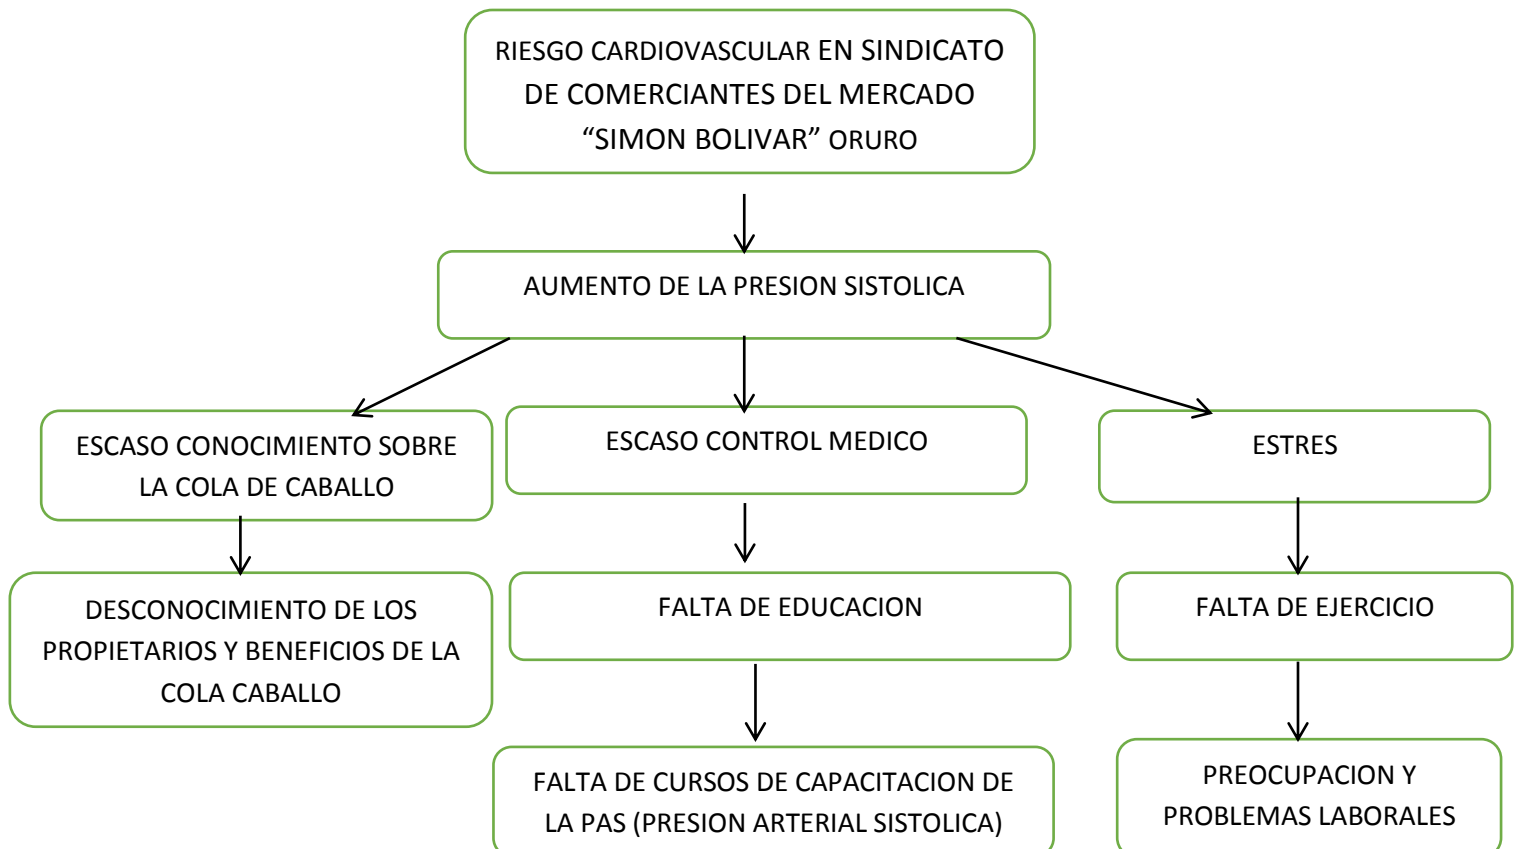 RIESGO CARDIOVASCULAR EN SINDICATO
DE COMERCIANTES DEL MERCADO
“SIMON BOLIVAR” ORURO
AUMENTO DE LA PRESION SISTOLICA
ESCASO CONOCIMIENTO SOBRE
LA COLA DE CABALLO
ESCASO CONTROL MEDICO
ESTRES
DESCONOCIMIENTO DE LOS
PROPIETARIOS Y BENEFICIOS DE LA
COLA CABALLO
FALTA DE EDUCACION
FALTA DE EJERCICIO
FALTA DE CURSOS DE CAPACITACION DE
LA PAS (PRESION ARTERIAL SISTOLICA)
PREOCUPACION Y
PROBLEMAS LABORALES